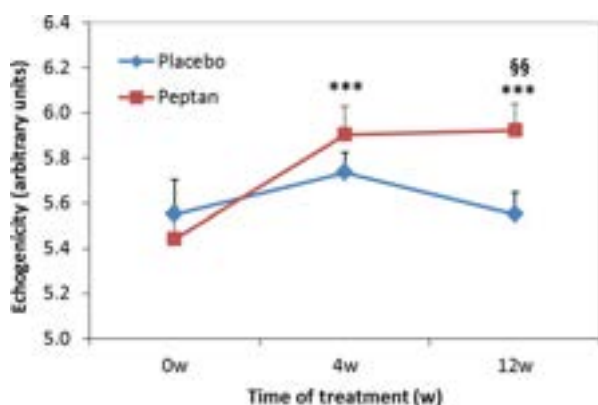 6.4
6.2
6.0
5.8
5.6
5.4
5.2
5.0
Echogenicity (arbitrary units)
Placebo
Peptan
***
§§
***
0w
4w
12w
Time of treatment (w)